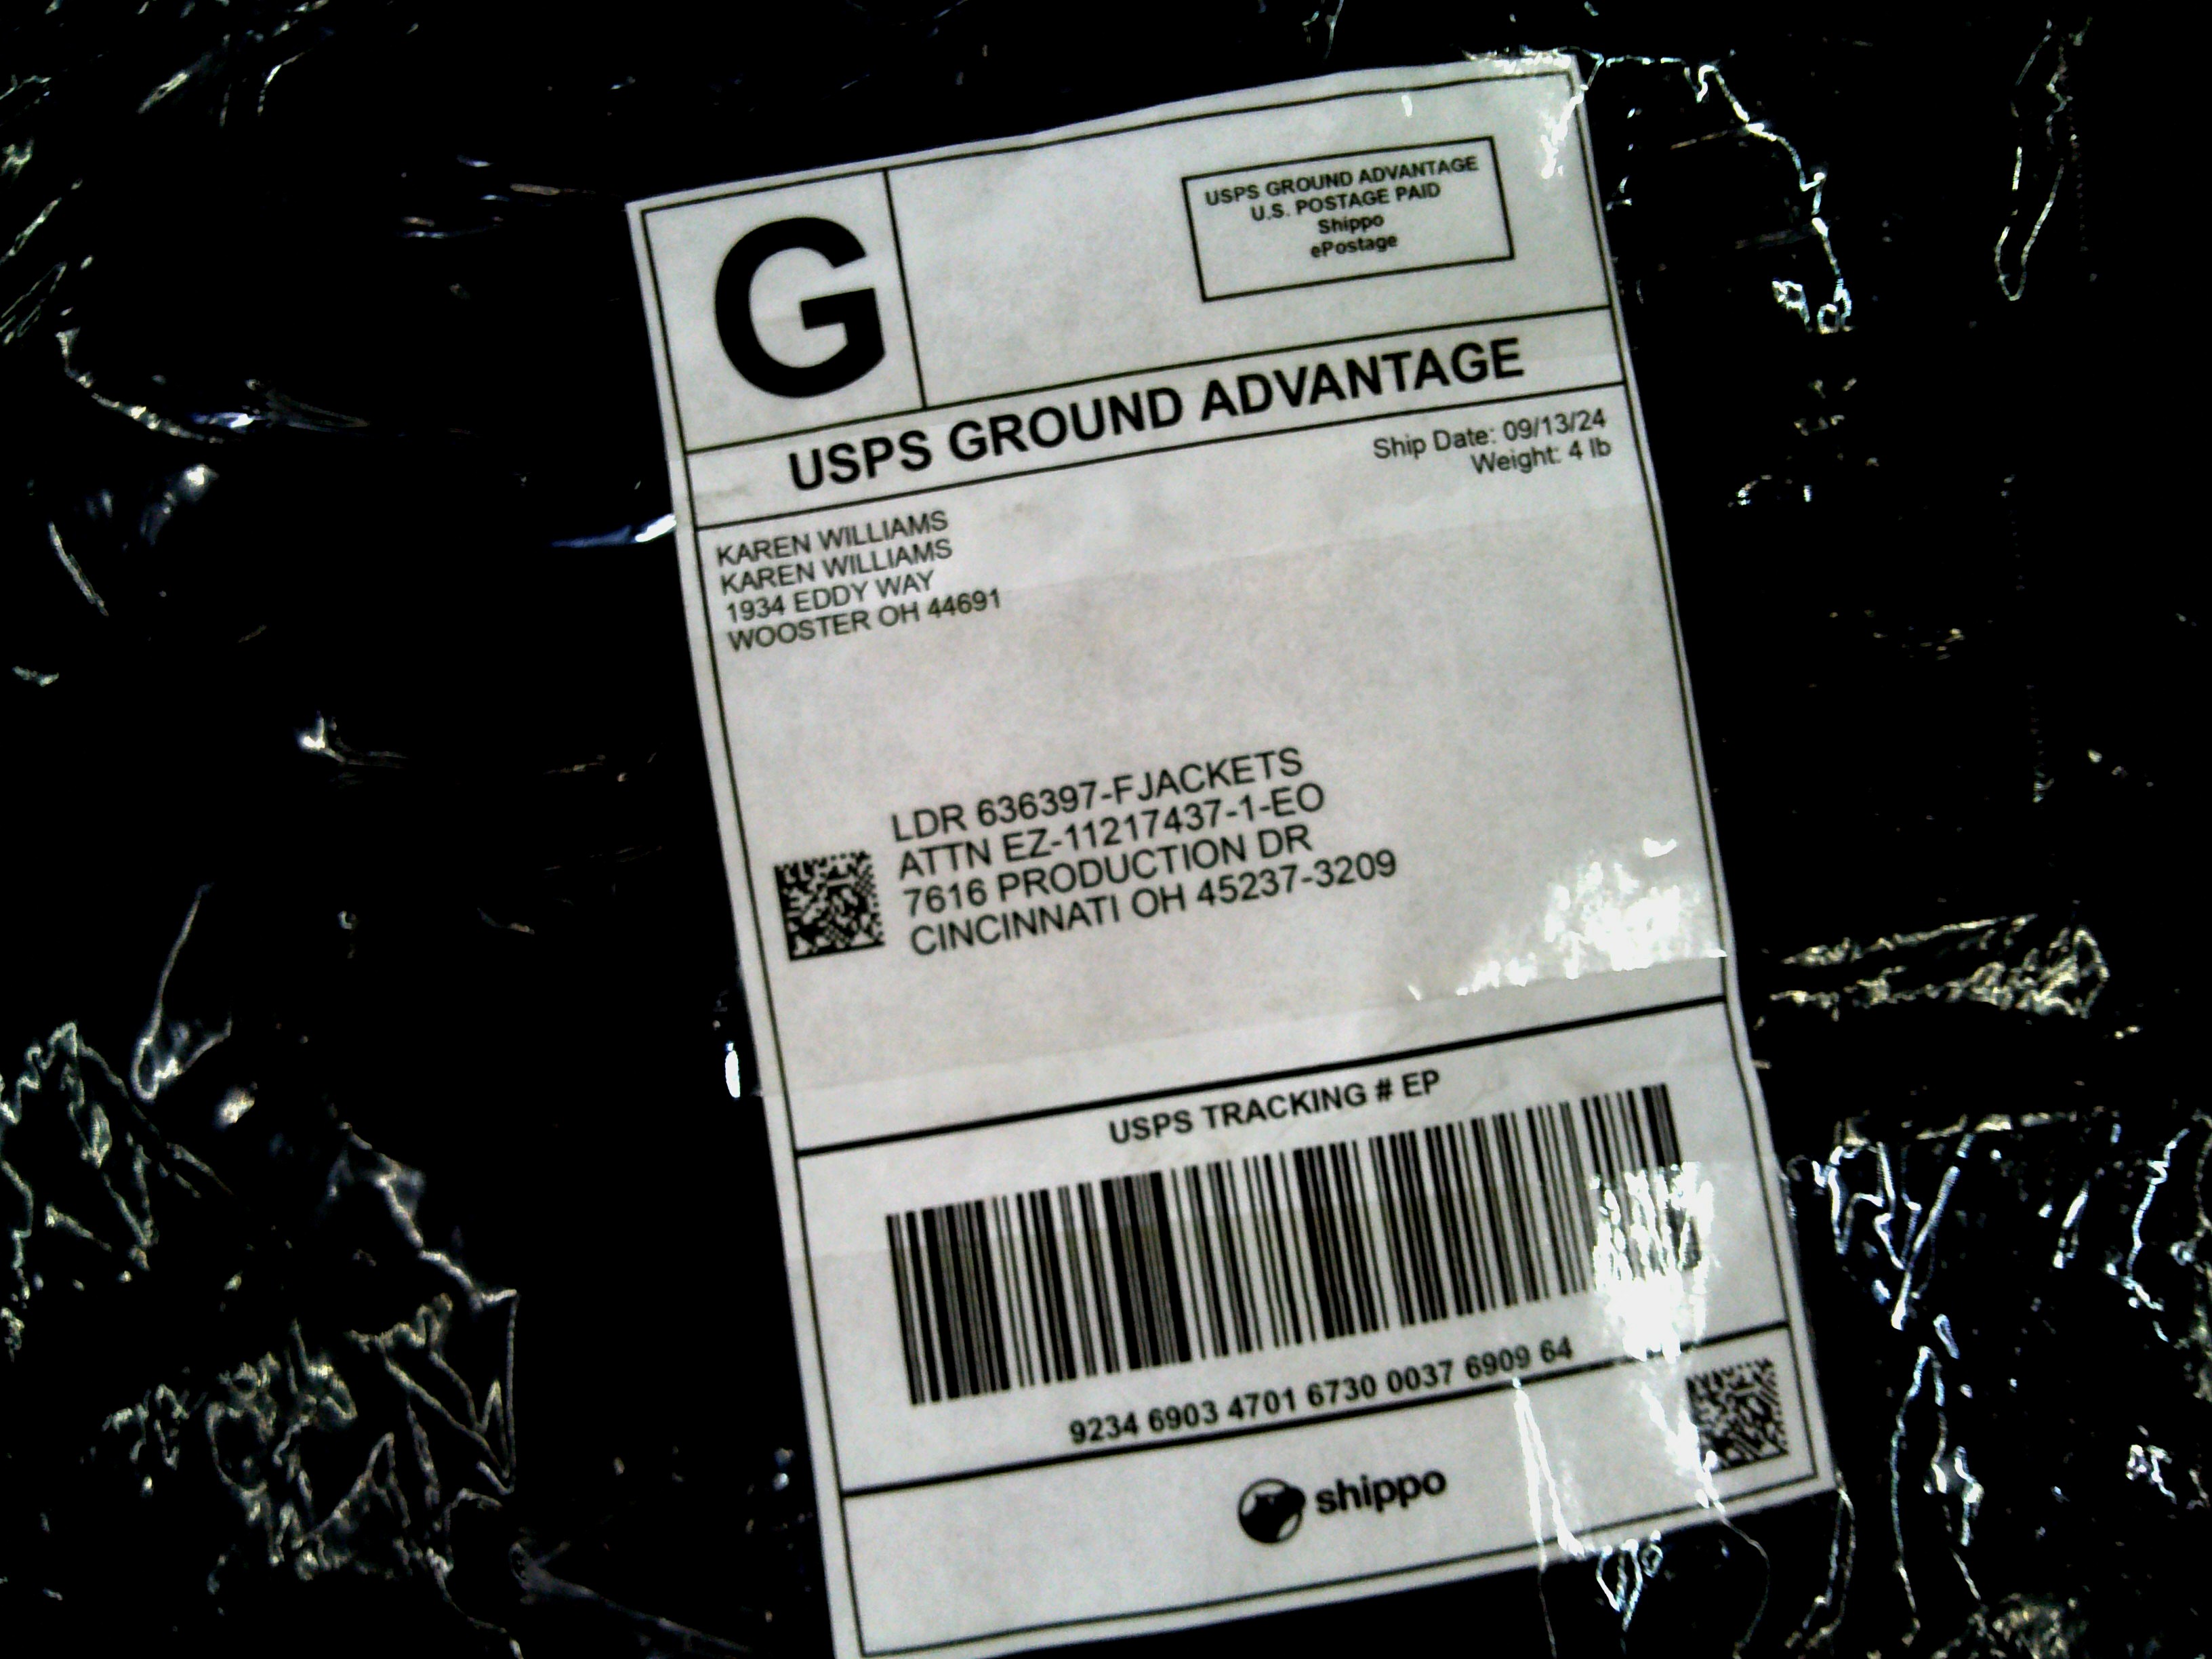 G
USPS GROUND ADVANTAGE
U.S. POSTAGE PAID
Shippo
ePostage
USPS GROUND ADVANTAGE
Ship Date: 09/13/24
Weight: 4 lb
KAREN WILLIAMS
KAREN WILLIAMS
1934 EDDY WAY
WOOSTER OH 44691
LDR 636397-FJACKETS
ATTN EZ-11217437-1-EO
7616 PRODUCTION DR
CINCINNATI OH 45237-3209
USPS TRACKING # EP
9234 6903 4701 6730 0037 6909 64
shippo